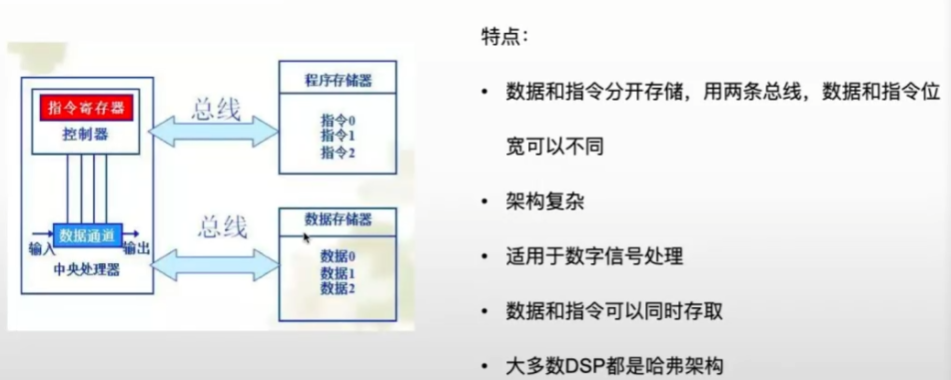 指令寄存器
控制器
数据通道
输入
输出
中央处理器
总线
总线
程序存储器
指令0
指令1
指令2
数据存储器
数据0
数据1
数据2
特点：
• 数据和指令分开存储，用两条总线，数据和指令位
宽可以不同
• 架构复杂
• 适用于数字信号处理
• 数据和指令可以同时存取
• 大多数DSP都是哈弗架构